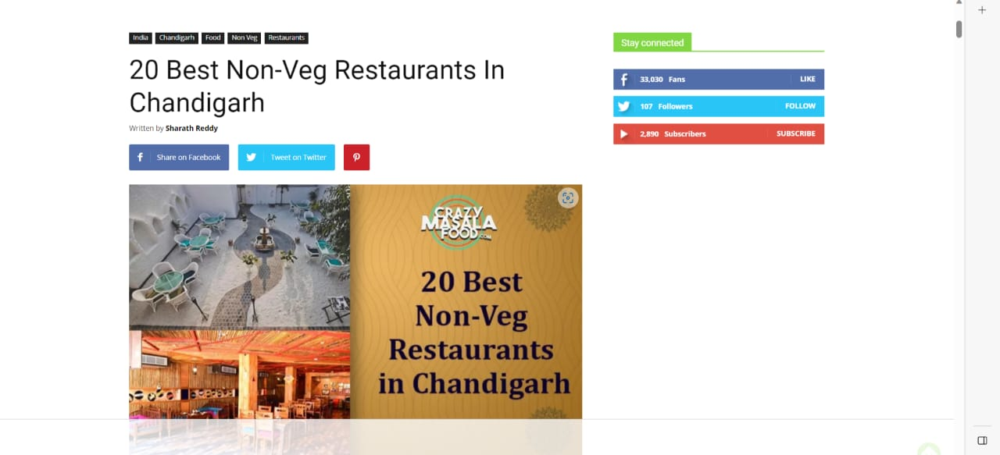 India Chandigarh Food Non Veg Restaurants
20 Best Non-Veg Restaurants In
Chandigarh
Written by Sharath Reddy
Share on Facebook Tweet on Twitter
CRAZY
MASALA
FOOD.COM
20 Best
Non-Veg
Restaurants
in Chandigarh
Stay connected
33,030 Fans LIKE
107 Followers FOLLOW
2,890 Subscribers SUBSCRIBE